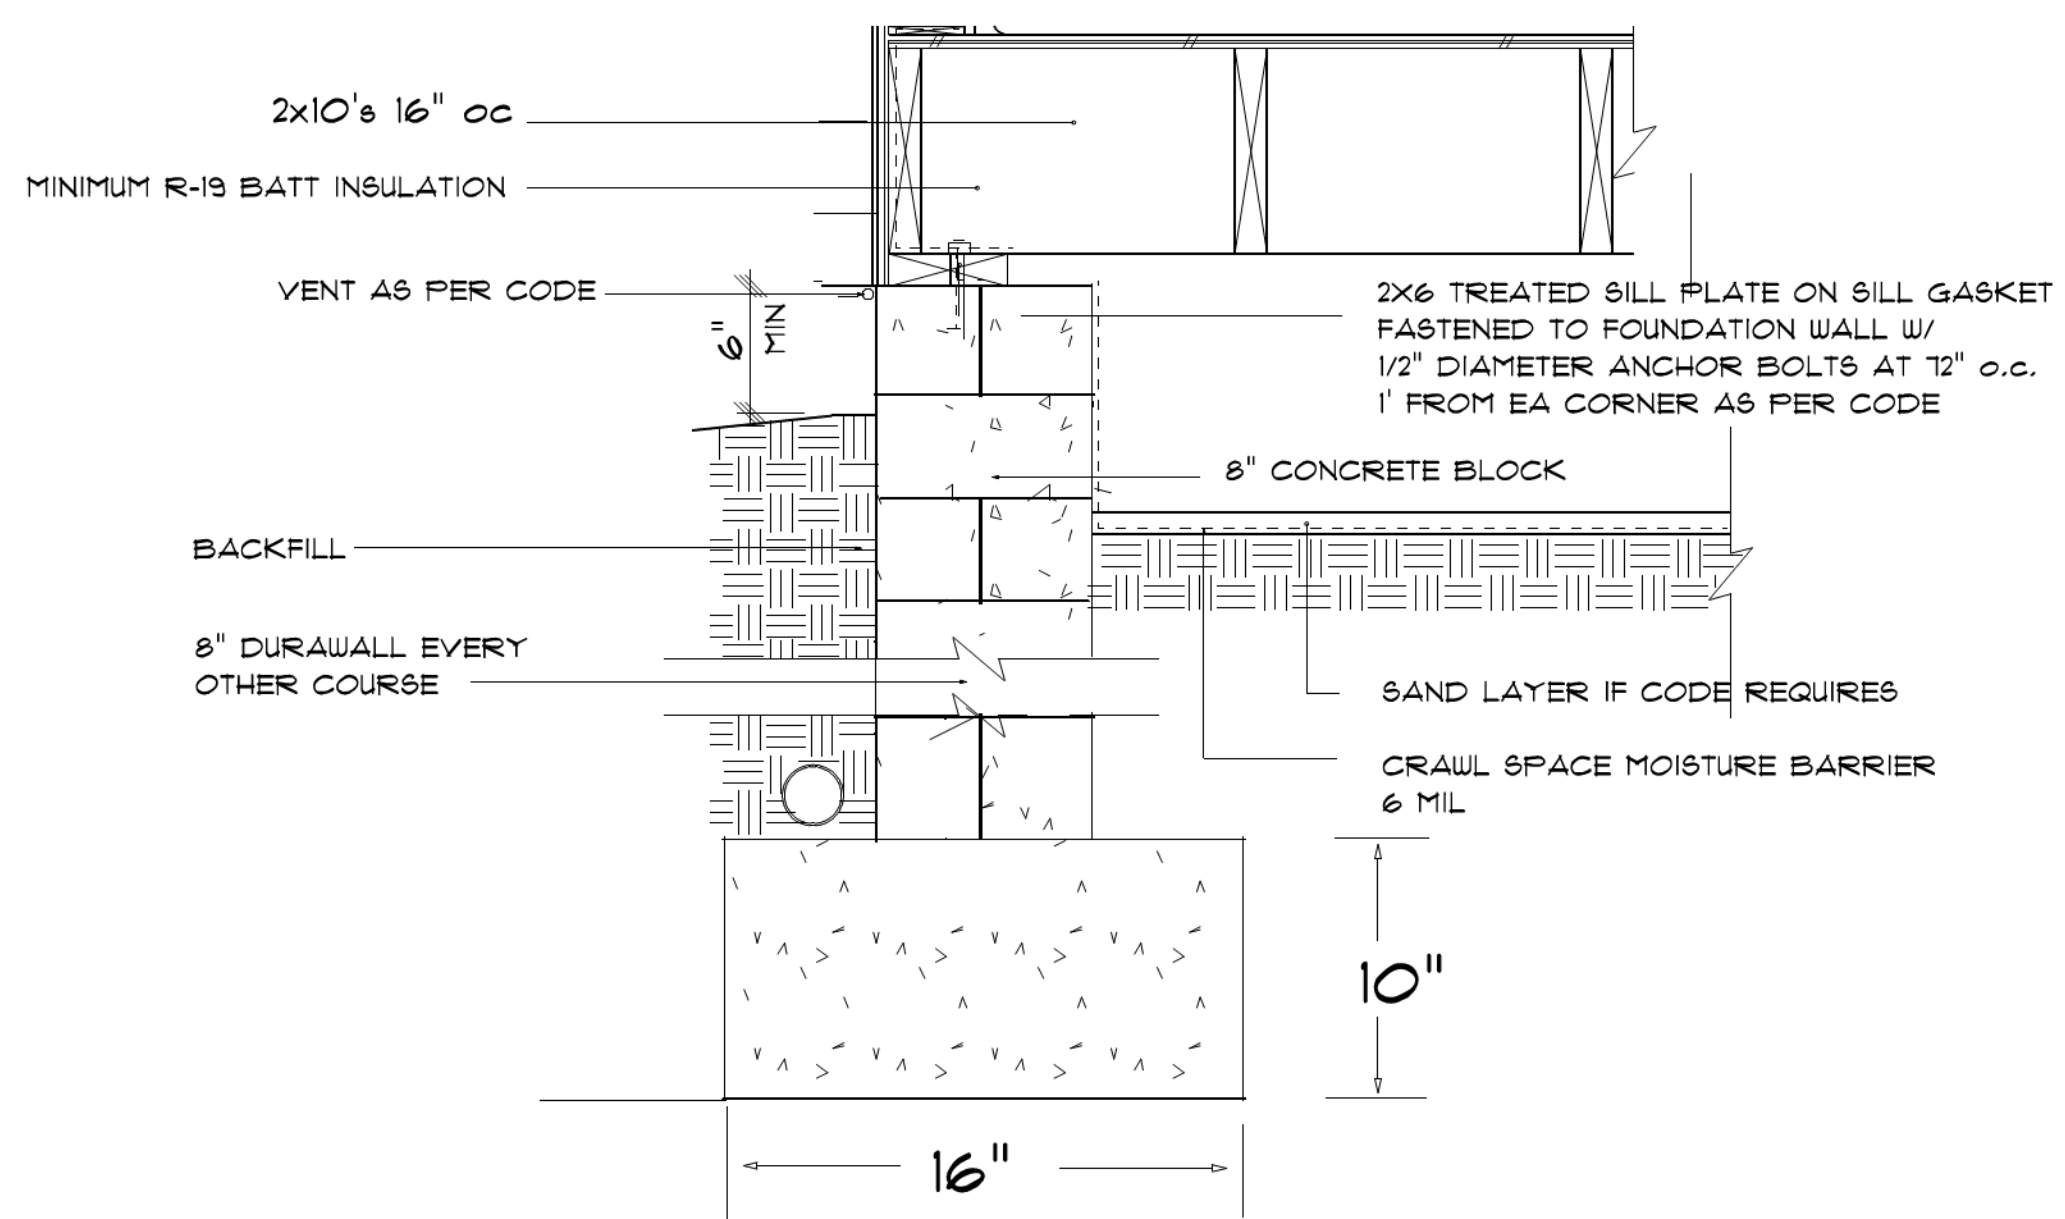 2x10's 16" oc
MINIMUM R-19 BATT INSULATION
VENT AS PER CODE
6"
MIN
2X6 TREATED SILL PLATE ON SILL GASKET
FASTENED TO FOUNDATION WALL W/
1/2" DIAMETER ANCHOR BOLTS AT 72" o.c.
1' FROM EA CORNER AS PER CODE
8" CONCRETE BLOCK
BACKFILL
8" DURAWALL EVERY
OTHER COURSE
SAND LAYER IF CODE REQUIRES
CRAWL SPACE MOISTURE BARRIER
6 MIL
10"
16"